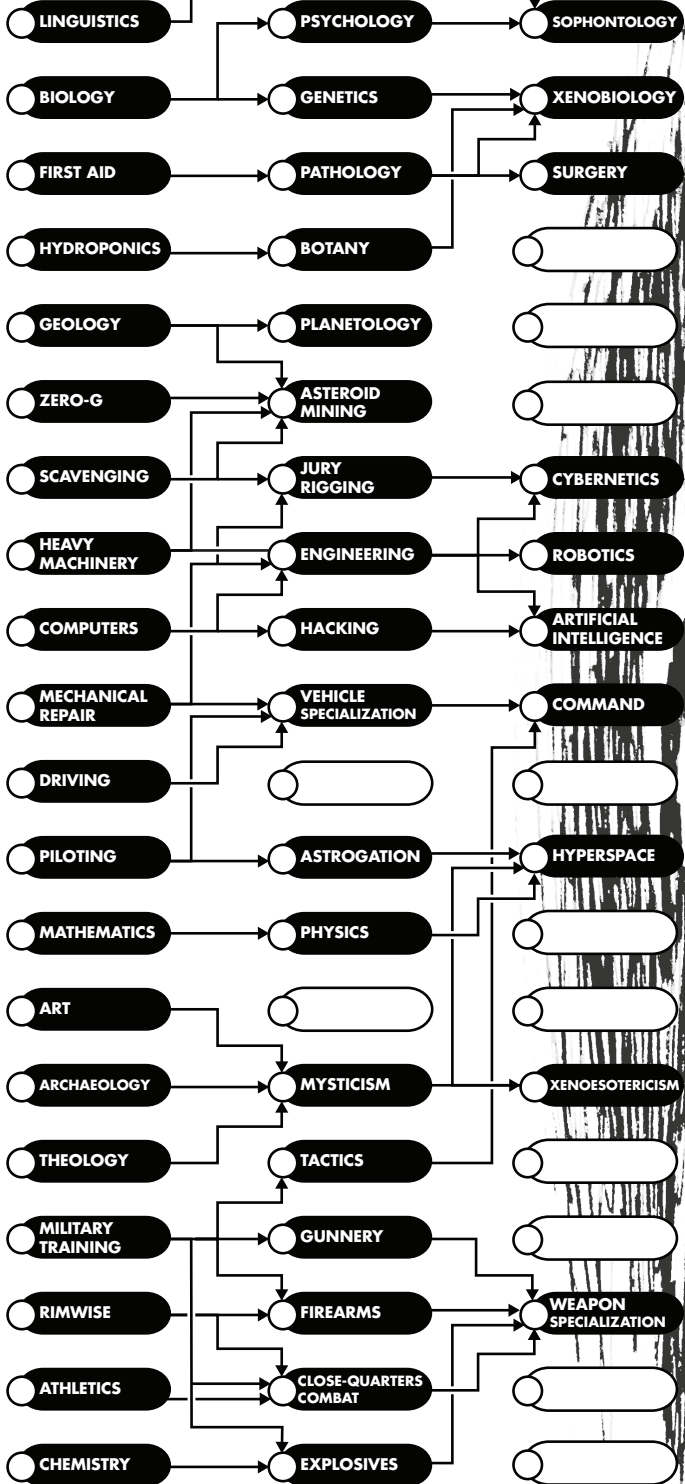 LINGUISTICS
PSYCHOLOGY
SOPHONTOLOGY
BIOLOGY
GENETICS
XENOBIOLOGY
FIRST AID
PATHOLOGY
SURGERY
HYDROPONICS
BOTANY
GEOLOGY
PLANETOLOGY
ZERO-G
ASTEROID
MINING
SCAVENGING
JURY
RIGGING
CYBERNETICS
HEAVY
MACHINERY
ENGINEERING
ROBOTICS
COMPUTERS
HACKING
ARTIFICIAL
INTELLIGENCE
MECHANICAL
REPAIR
VEHICLE
SPECIALIZATION
COMMAND
DRIVING
PILOTING
ASTROGATION
HYPERSPACE
MATHEMATICS
PHYSICS
ART
ARCHAEOLOGY
MYSTICISM
XENOESOTERICISM
THEOLOGY
TACTICS
MILITARY
TRAINING
GUNNERY
RIMWISE
FIREARMS
WEAPON
SPECIALIZATION
ATHLETICS
CLOSE-QUARTERS
COMBAT
CHEMISTRY
EXPLOSIVES